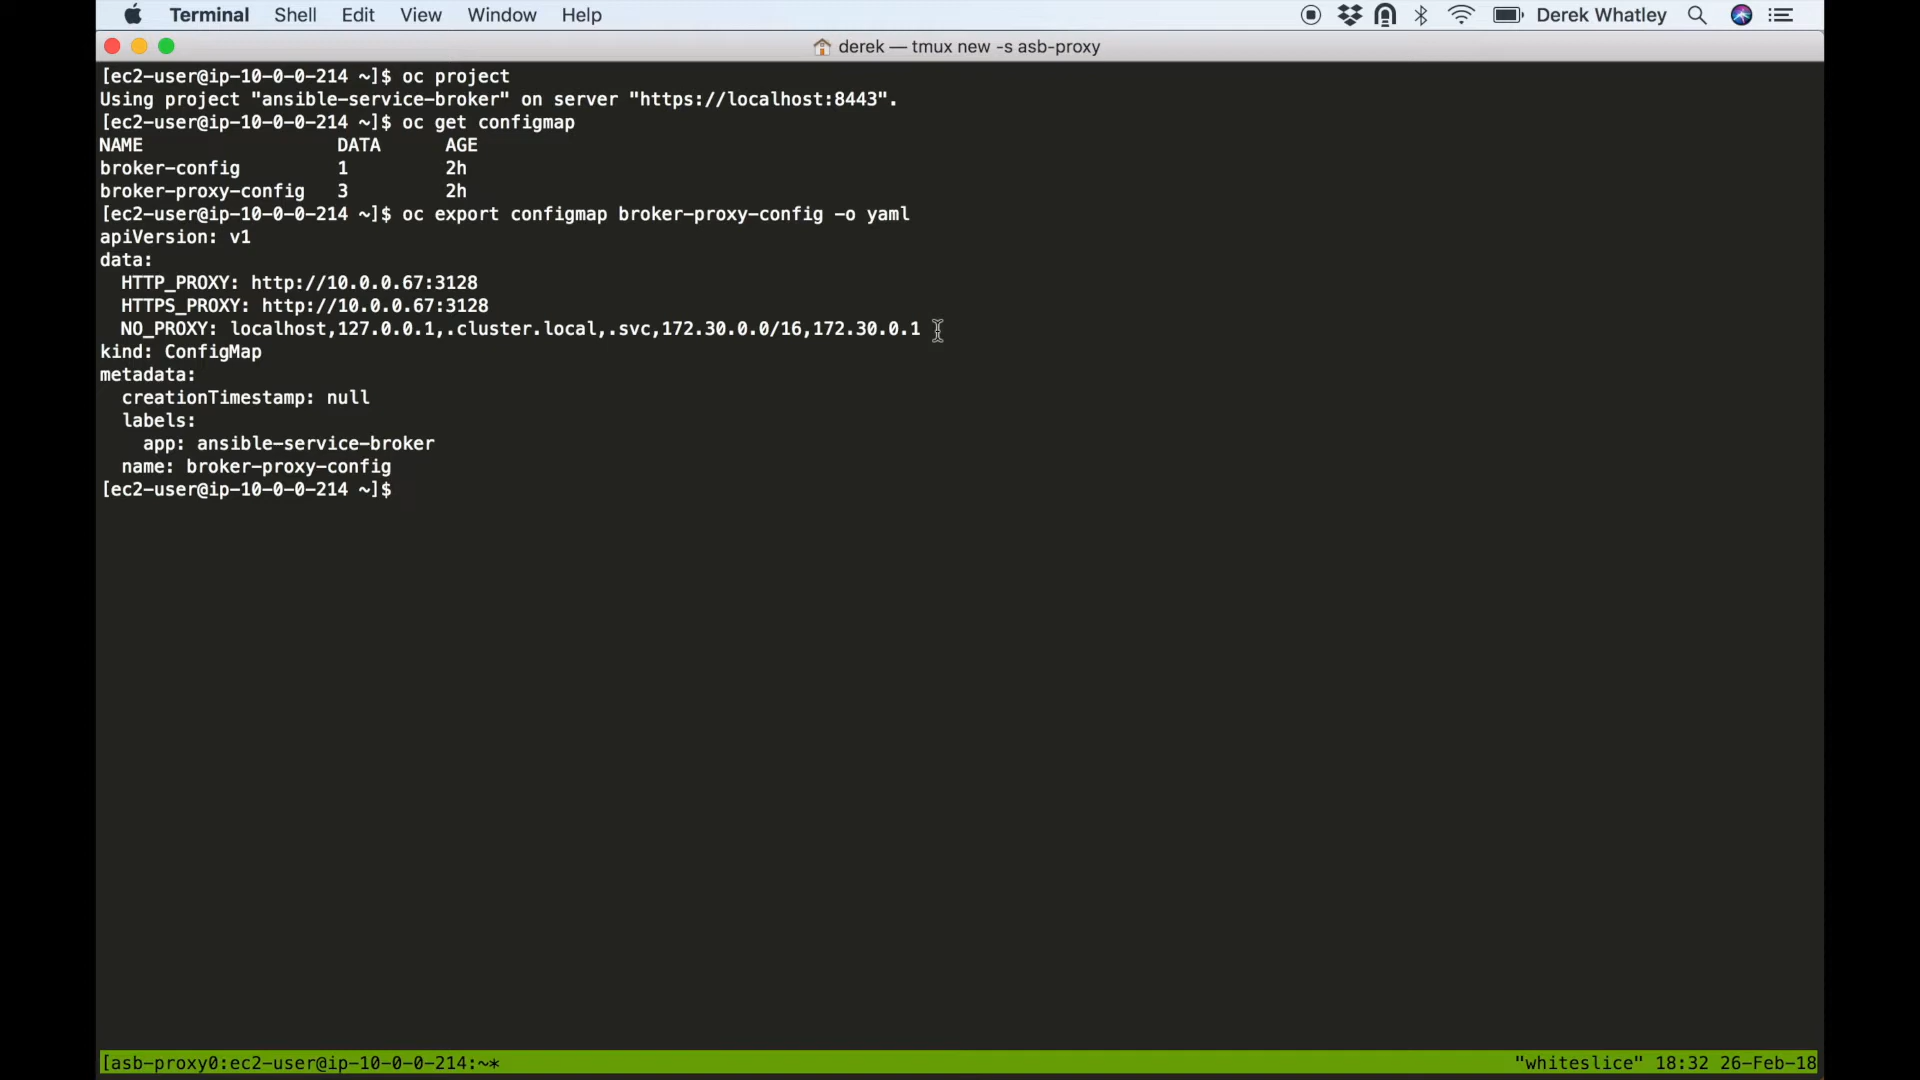 Terminal Shell Edit View Window Help Derek Whatley
derek — tmux new -s asb-proxy
[ec2-user@ip-10-0-0-214 ~]$ oc project
Using project "ansible-service-broker" on server "https://localhost:8443".
[ec2-user@ip-10-0-0-214 ~]$ oc get configmap
NAME DATA AGE
broker-config 1 2h
broker-proxy-config 3 2h
[ec2-user@ip-10-0-0-214 ~]$ oc export configmap broker-proxy-config -o yaml
apiVersion: v1
data:
  HTTP_PROXY: http://10.0.0.67:3128
  HTTPS_PROXY: http://10.0.0.67:3128
  NO_PROXY: localhost,127.0.0.1,.cluster.local,.svc,172.30.0.0/16,172.30.0.1
kind: ConfigMap
metadata:
  creationTimestamp: null
  labels:
    app: ansible-service-broker
  name: broker-proxy-config
[ec2-user@ip-10-0-0-214 ~]$
[asb-proxy0:ec2-user@ip-10-0-0-214:~* "whiteslice" 18:32 26-Feb-18